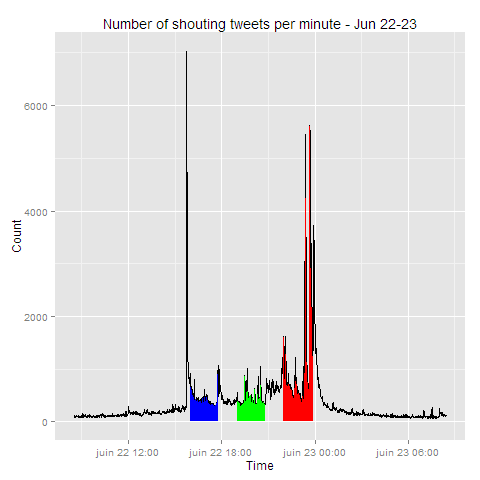 Number of shouting tweets per minute - Jun 22-23
6000
4000
2000
0
Count
juin 22 12:00 juin 22 18:00 juin 23 00:00 juin 23 06:00
Time